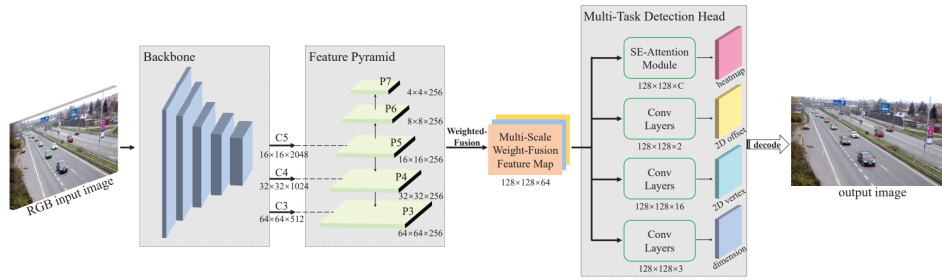 Multi-Task Detection Head
Backbone
Feature Pyramid
RGB input image
C5
16×16×2048
C4
32×32×1024
C3
64×64×512
P7
4×4×256
P6
8×8×256
P5
16×16×256
P4
32×32×256
P3
64×64×256
Weighted-
Fusion
Multi-Scale
Weight-Fusion
Feature Map
128×128×64
SE-Attention
Module
128×128×C
heatmap
Conv
Layers
128×128×2
2D offset
Conv
Layers
128×128×16
2D vertex
Conv
Layers
128×128×3
dimension
decode
output image